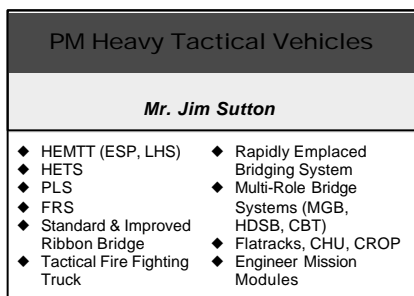 PM Heavy Tactical Vehicles
Mr. Jim Sutton
◆ HEMTT (ESP, LHS)
◆ HETS
◆ PLS
◆ FRS
◆ Standard & Improved
Ribbon Bridge
◆ Tactical Fire Fighting
Truck
◆ Rapidly Emplaced
Bridging System
◆ Multi-Role Bridge
Systems (MGB,
HDSB, CBT)
◆ Flatracks, CHU, CROP
◆ Engineer Mission
Modules